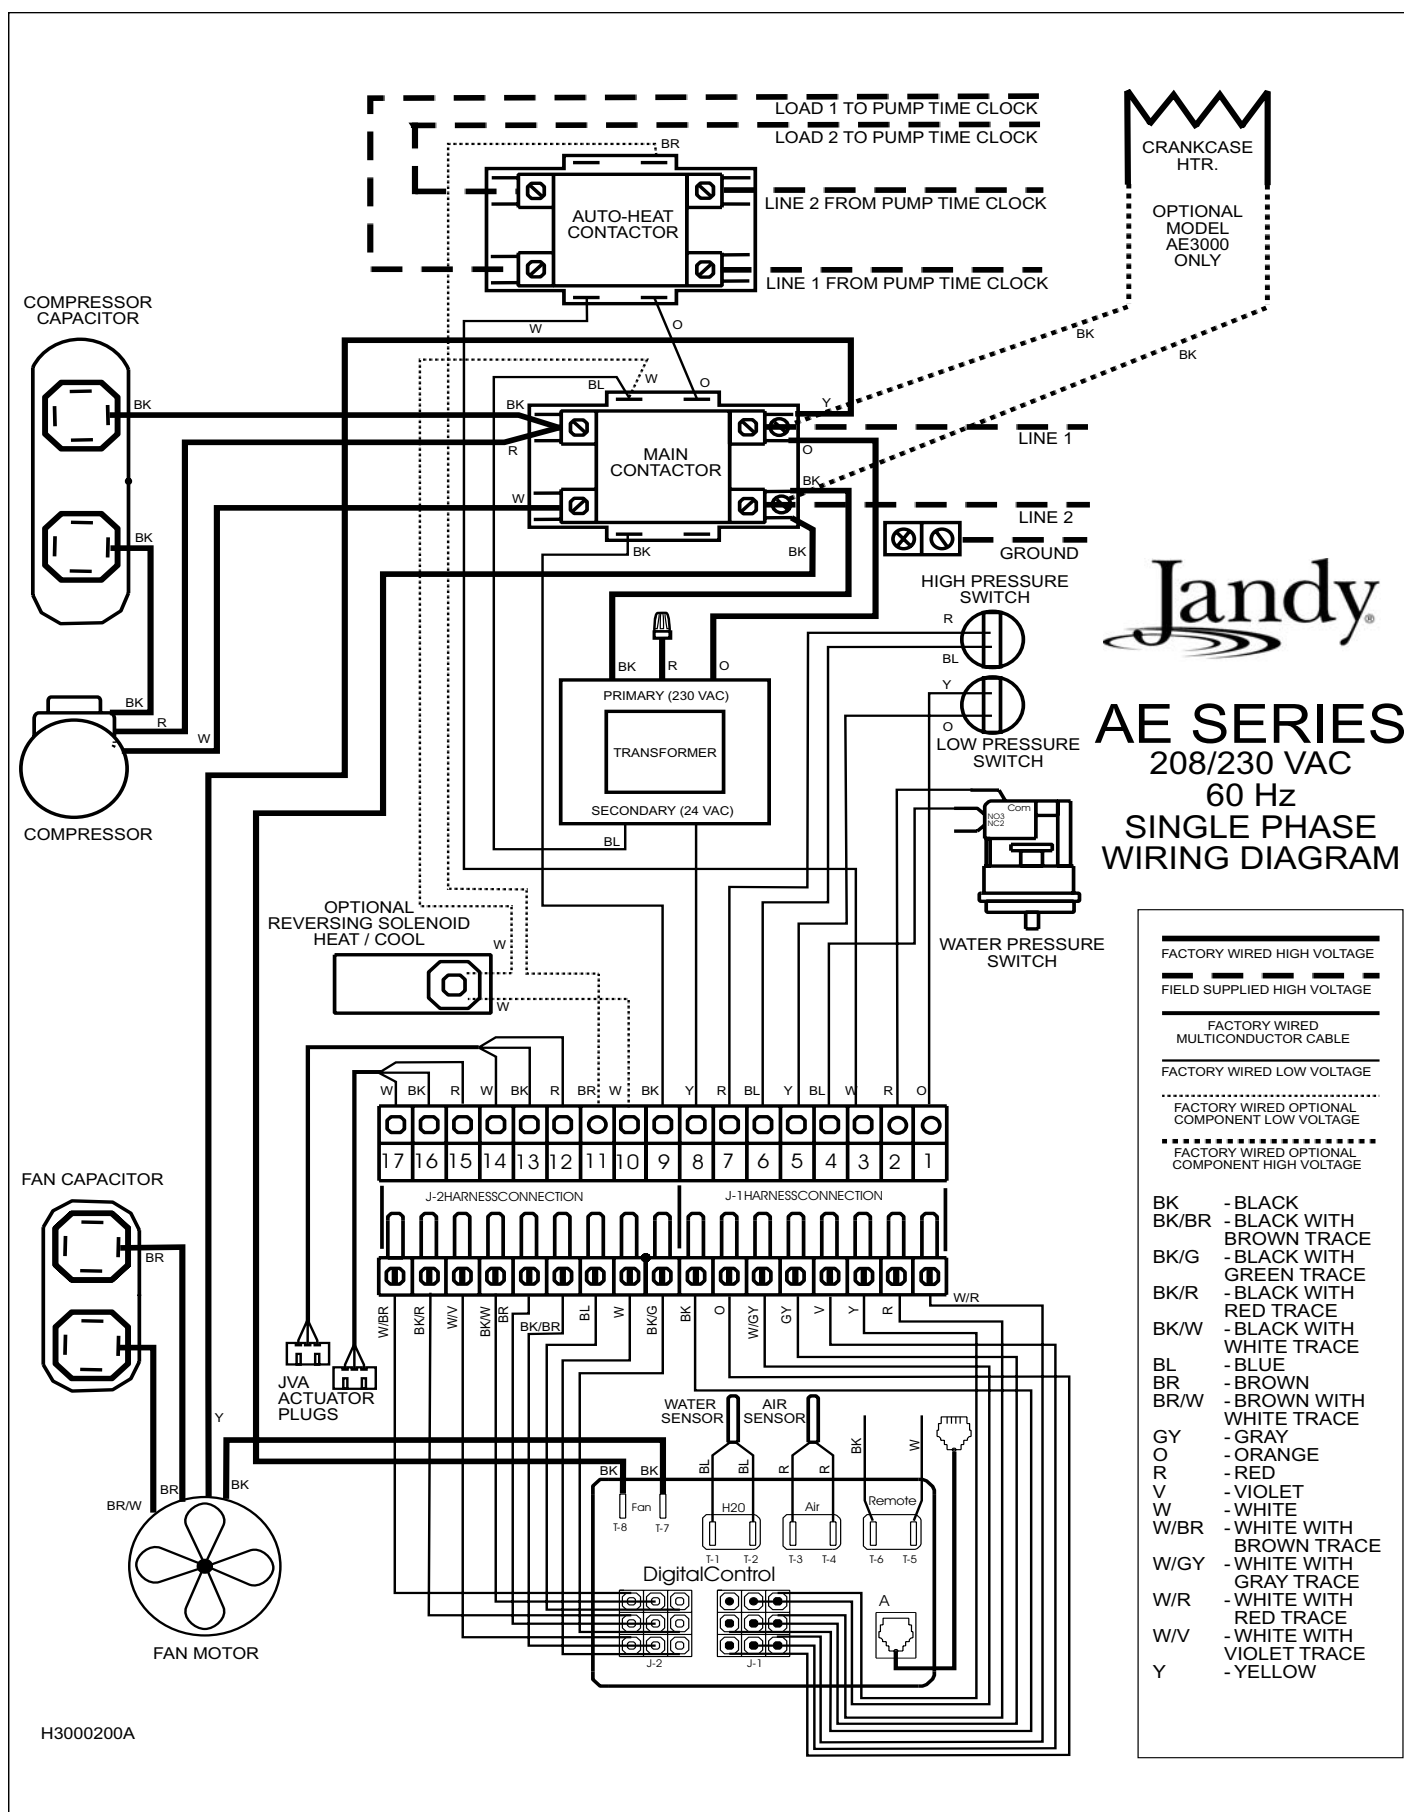 LOAD 1 TO PUMP TIME CLOCK
LOAD 2 TO PUMP TIME CLOCK
BR
CRANKCASE
HTR.
LINE 2 FROM PUMP TIME CLOCK
AUTO-HEAT
CONTACTOR
OPTIONAL
MODEL
AE3000
ONLY
LINE 1 FROM PUMP TIME CLOCK
COMPRESSOR
CAPACITOR
W
O
BK
BK
BL
W
O
BK
BK
Y
R
LINE 1
O
MAIN
CONTACTOR
BK
W
LINE 2
BK
BK
BK
GROUND
HIGH PRESSURE
SWITCH
R
BL
Jandy®
BK
R
O
Y
PRIMARY (230 VAC)
BK
R
W
O
TRANSFORMER
LOW PRESSURE
SWITCH
AE SERIES
208/230 VAC
60 Hz
SINGLE PHASE
WIRING DIAGRAM
SECONDARY (24 VAC)
COMPRESSOR
BL
Com
NO3
NC2
OPTIONAL
REVERSING SOLENOID
HEAT / COOL
W
W
WATER PRESSURE
SWITCH
FACTORY WIRED HIGH VOLTAGE
FIELD SUPPLIED HIGH VOLTAGE
FACTORY WIRED
MULTICONDUCTOR CABLE
FACTORY WIRED LOW VOLTAGE
FACTORY WIRED OPTIONAL
COMPONENT LOW VOLTAGE
FACTORY WIRED OPTIONAL
COMPONENT HIGH VOLTAGE
W BK R W BK R BR W BK Y R BL Y BL W R O
17 16 15 14 13 12 11 10 9 8 7 6 5 4 3 2 1
J-2HARNESSCONNECTION
J-1HARNESSCONNECTION
FAN CAPACITOR
BR
W/BR BK/R W/V BK/W BR BK/BR BL W BK/G BK O W/GY GY V Y R W/R
BK - BLACK
BK/BR - BLACK WITH
BROWN TRACE
BK/G - BLACK WITH
GREEN TRACE
BK/R - BLACK WITH
RED TRACE
BK/W - BLACK WITH
WHITE TRACE
BL - BLUE
BR - BROWN
BR/W - BROWN WITH
WHITE TRACE
GY - GRAY
O - ORANGE
R - RED
V - VIOLET
W - WHITE
W/BR - WHITE WITH
BROWN TRACE
W/GY - WHITE WITH
GRAY TRACE
W/R - WHITE WITH
RED TRACE
W/V - WHITE WITH
VIOLET TRACE
Y - YELLOW
JVA
ACTUATOR
PLUGS
WATER
SENSOR
AIR
SENSOR
Y
BK
BR
BR/W
BK BK BL BL R R BK W
Fan
H20
Air
Remote
T-8 T-7
T-1 T-2 T-3 T-4 T-6 T-5
DigitalControl
A
J-2
J-1
FAN MOTOR
H3000200A